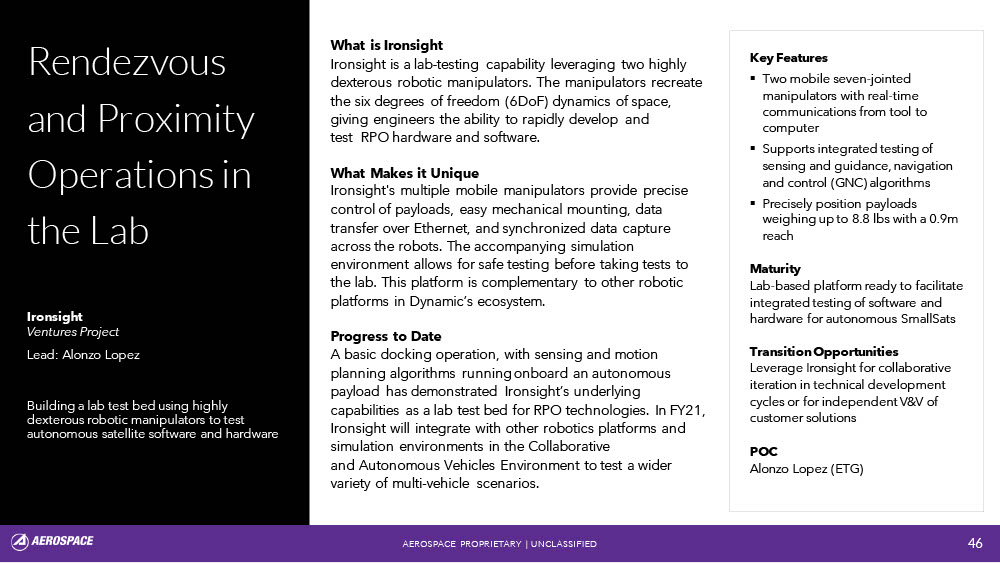 Rendezvous
and Proximity
Operations in
the Lab
Ironsight
Ventures Project
Lead: Alonzo Lopez
Building a lab test bed using highly
dexterous robotic manipulators to test
autonomous satellite software and hardware
What is Ironsight
Ironsight is a lab-testing capability leveraging two highly
dexterous robotic manipulators. The manipulators recreate
the six degrees of freedom (6DoF) dynamics of space,
giving engineers the ability to rapidly develop and
test RPO hardware and software.
What Makes it Unique
Ironsight's multiple mobile manipulators provide precise
control of payloads, easy mechanical mounting, data
transfer over Ethernet, and synchronized data capture
across the robots. The accompanying simulation
environment allows for safe testing before taking tests to
the lab. This platform is complementary to other robotic
platforms in Dynamic's ecosystem.
Progress to Date
A basic docking operation, with sensing and motion
planning algorithms running onboard an autonomous
payload has demonstrated Ironsight's underlying
capabilities as a lab test bed for RPO technologies. In FY21,
Ironsight will integrate with other robotics platforms and
simulation environments in the Collaborative
and Autonomous Vehicles Environment to test a wider
variety of multi-vehicle scenarios.
Key Features
▪ Two mobile seven-jointed
manipulators with real-time
communications from tool to
computer
▪ Supports integrated testing of
sensing and guidance, navigation
and control (GNC) algorithms
▪ Precisely position payloads
weighing up to 8.8 lbs with a 0.9m
reach
Maturity
Lab-based platform ready to facilitate
integrated testing of software and
hardware for autonomous SmallSats
Transition Opportunities
Leverage Ironsight for collaborative
iteration in technical development
cycles or for independent V&V of
customer solutions
POC
Alonzo Lopez (ETG)
AEROSPACE
AEROSPACE PROPRIETARY | UNCLASSIFIED
46